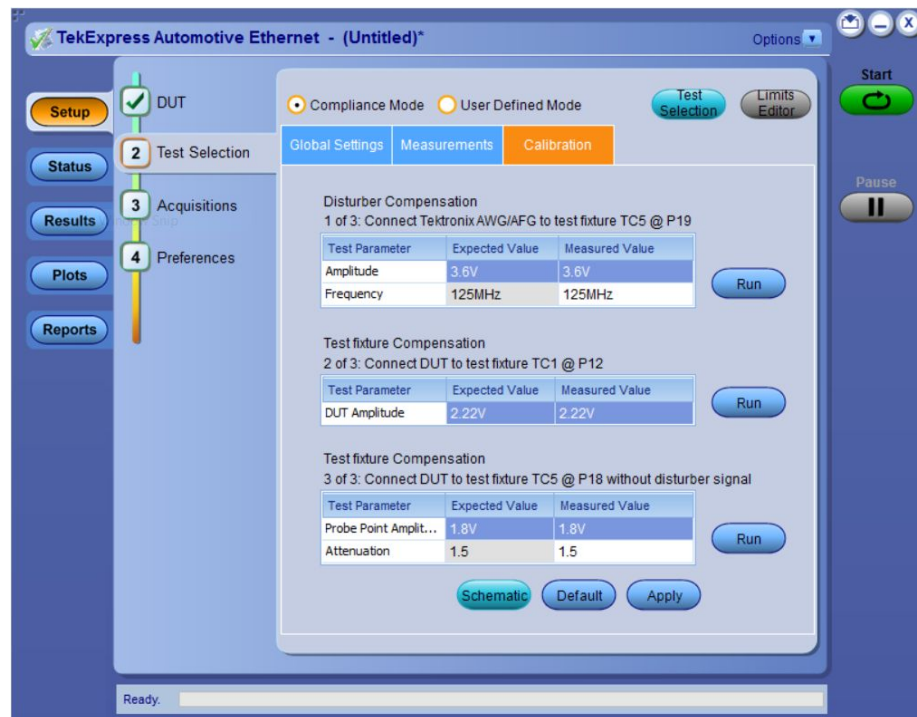 TekExpress Automotive Ethernet - (Untitled)*
Options
Start
Pause
Setup
Status
Results
Plots
Reports
DUT
2 Test Selection
3 Acquisitions
4 Preferences
Compliance Mode User Defined Mode
Test Selection
Limits Editor
Global Settings Measurements Calibration
Disturber Compensation
1 of 3: Connect Tektronix AWG/AFG to test fixture TC5 @ P19
Test Parameter Expected Value Measured Value
Amplitude 3.6V 3.6V
Frequency 125MHz 125MHz
Run
Test fixture Compensation
2 of 3: Connect DUT to test fixture TC1 @ P12
Test Parameter Expected Value Measured Value
DUT Amplitude 2.22V 2.22V
Run
Test fixture Compensation
3 of 3: Connect DUT to test fixture TC5 @ P18 without disturber signal
Test Parameter Expected Value Measured Value
Probe Point Amplit... 1.8V 1.8V
Attenuation 1.5 1.5
Run
Schematic Default Apply
Ready.